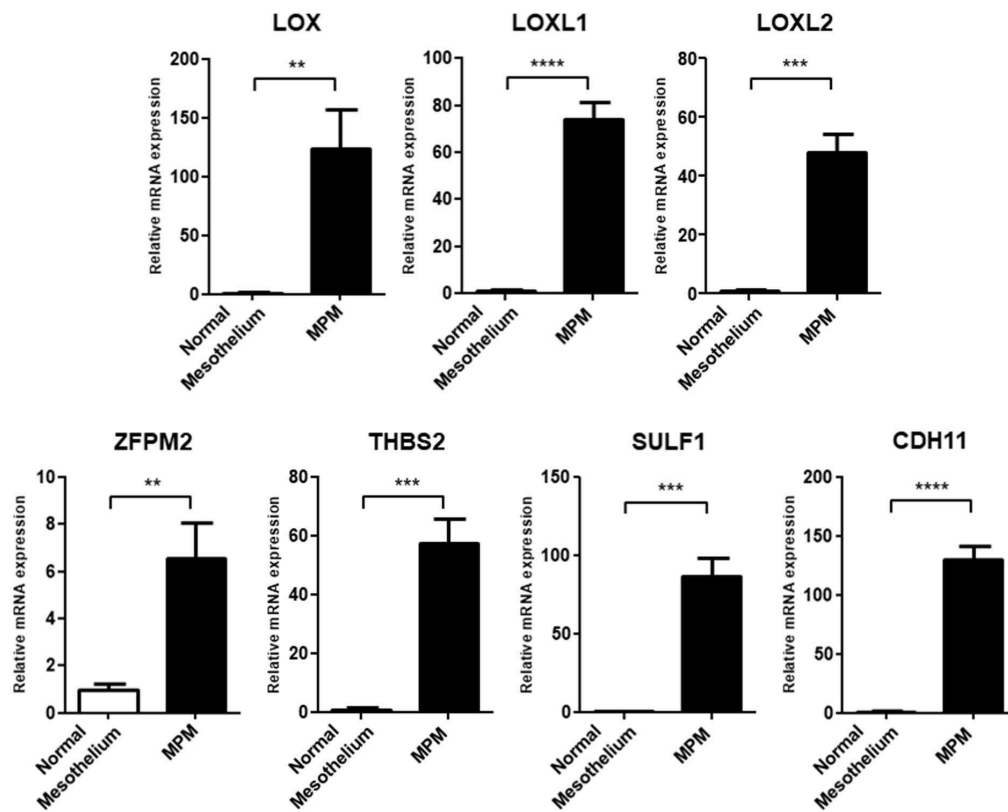 LOX
LOXL1
LOXL2
Relative mRNA expression
200
150
100
50
0
**
Normal
Mesothelium
MPM
Relative mRNA expression
100
80
60
40
20
0
****
Normal
Mesothelium
MPM
Relative mRNA expression
80
60
40
20
0
***
Normal
Mesothelium
MPM
ZFPM2
THBS2
SULF1
CDH11
Relative mRNA expression
10
8
6
4
2
0
**
Normal
Mesothelium
MPM
Relative mRNA expression
80
60
40
20
0
***
Normal
Mesothelium
MPM
Relative mRNA expression
150
100
50
0
***
Normal
Mesothelium
MPM
Relative mRNA expression
200
150
100
50
0
****
Normal
Mesothelium
MPM